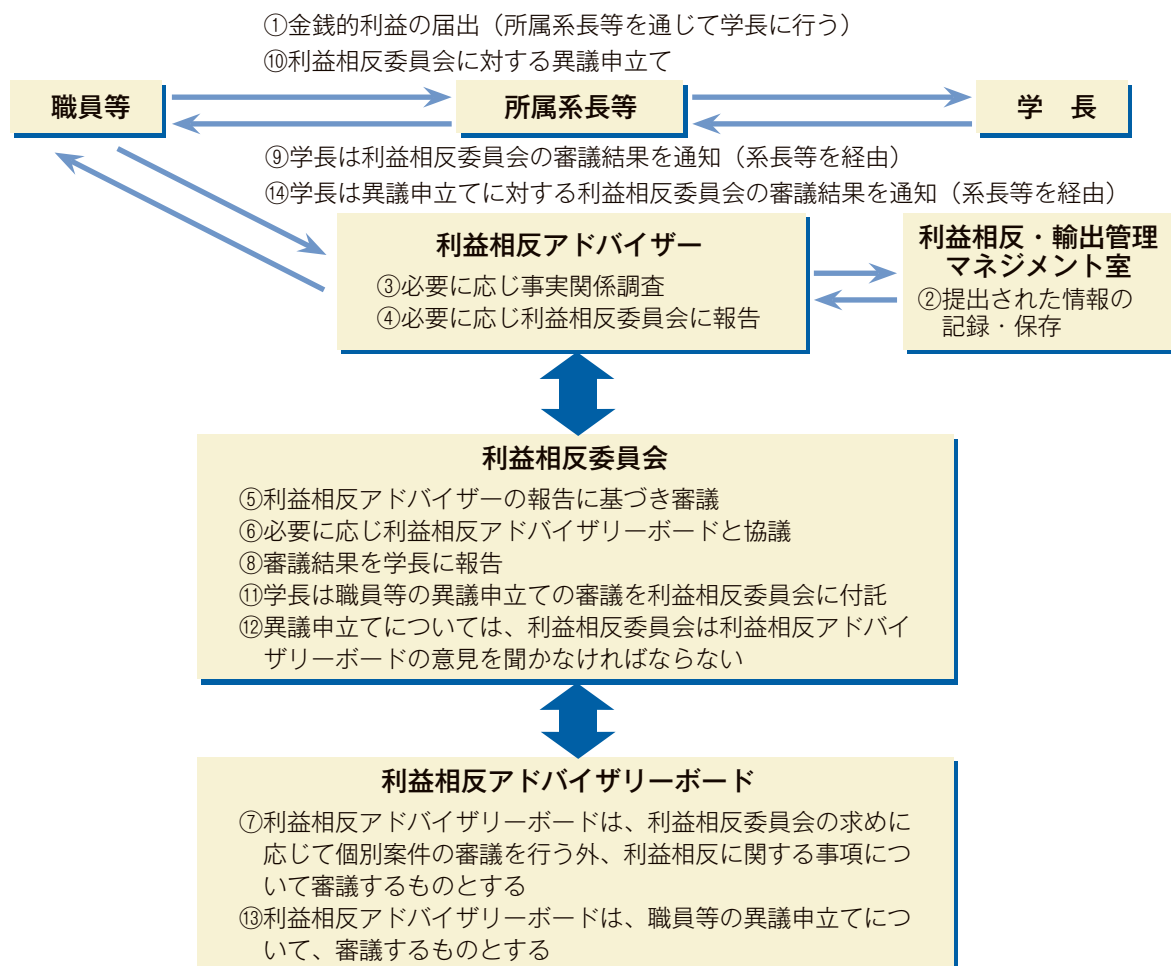 ①金銭的利益の届出（所属系長等を通じて学長に行う）
⑩利益相反委員会に対する異議申立て
職員等
所属系長等
学　長
⑨学長は利益相反委員会の審議結果を通知（系長等を経由）
⑭学長は異議申立てに対する利益相反委員会の審議結果を通知（系長等を経由）
利益相反アドバイザー
③必要に応じ事実関係調査
④必要に応じ利益相反委員会に報告
利益相反・輸出管理
マネジメント室
②提出された情報の
記録・保存
利益相反委員会
⑤利益相反アドバイザーの報告に基づき審議
⑥必要に応じ利益相反アドバイザリーボードと協議
⑧審議結果を学長に報告
⑪学長は職員等の異議申立ての審議を利益相反委員会に付託
⑫異議申立てについては、利益相反委員会は利益相反アドバイ
ザリーボードの意見を聞かなければならない
利益相反アドバイザリーボード
⑦利益相反アドバイザリーボードは、利益相反委員会の求めに
応じて個別案件の審議を行う外、利益相反に関する事項につ
いて審議するものとする
⑬利益相反アドバイザリーボードは、職員等の異議申立てにつ
いて、審議するものとする